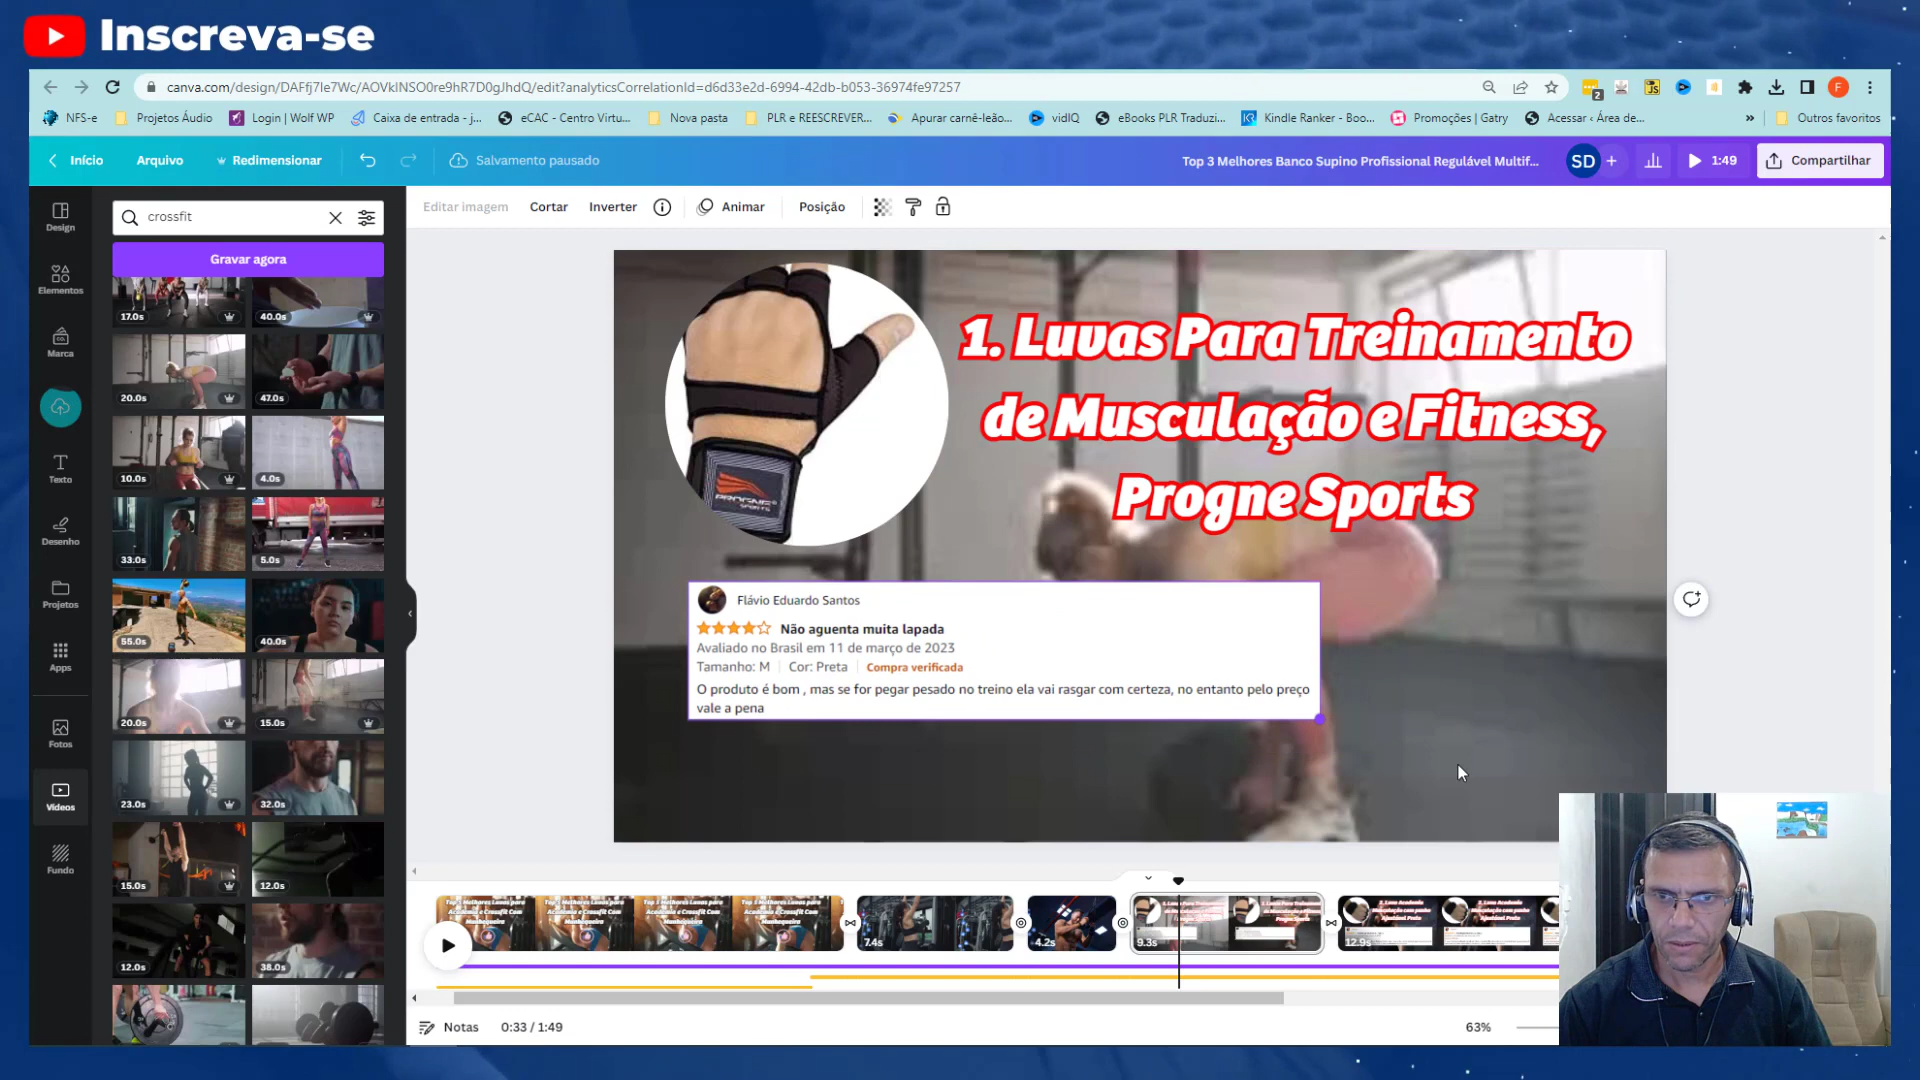 Inscreva-se
canva.com/design/DAFfj7Ie7Wc/AOVkINSO0re9hR7D0gJhdQ/edit?analyticsCorrelationId=d6d33e2d-6994-42db-b053-36974fe97257
NFS-e
Projetos Áudio
Login | Wolf WP
Caixa de entrada - j...
eCAC - Centro Virtu...
Nova pasta
PLR e REESCREVER...
Apurar carnê-leão...
vidIQ
eBooks PLR Traduzi...
Kindle Ranker - Boo...
Promoções | Gatry
Acessar ‹ Área de...
»
Outros favoritos
Início
Arquivo
Redimensionar
Salvamento pausado
Top 3 Melhores Banco Supino Profissional Regulável Multif...
SD
+
1:49
Compartilhar
Editar imagem
Cortar
Inverter
Animar
Posição
crossfit
Gravar agora
Design
Elementos
Marca
Texto
Desenho
Projetos
Apps
Fotos
Vídeos
Fundo
17.0s
40.0s
20.0s
47.0s
10.0s
4.0s
33.0s
5.0s
55.0s
40.0s
20.0s
15.0s
23.0s
32.0s
15.0s
12.0s
12.0s
38.0s
1. Luvas Para Treinamento
de Musculação e Fitness,
Progne Sports
PROGNE
SPORTS
Flávio Eduardo Santos
Não aguenta muita lapada
Avaliado no Brasil em 11 de março de 2023
Tamanho: M | Cor: Preta | Compra verificada
O produto é bom , mas se for pegar pesado no treino ela vai rasgar com certeza, no entanto pelo preço
vale a pena
7.4s
4.2s
9.3s
12.9s
Notas
0:33 / 1:49
63%